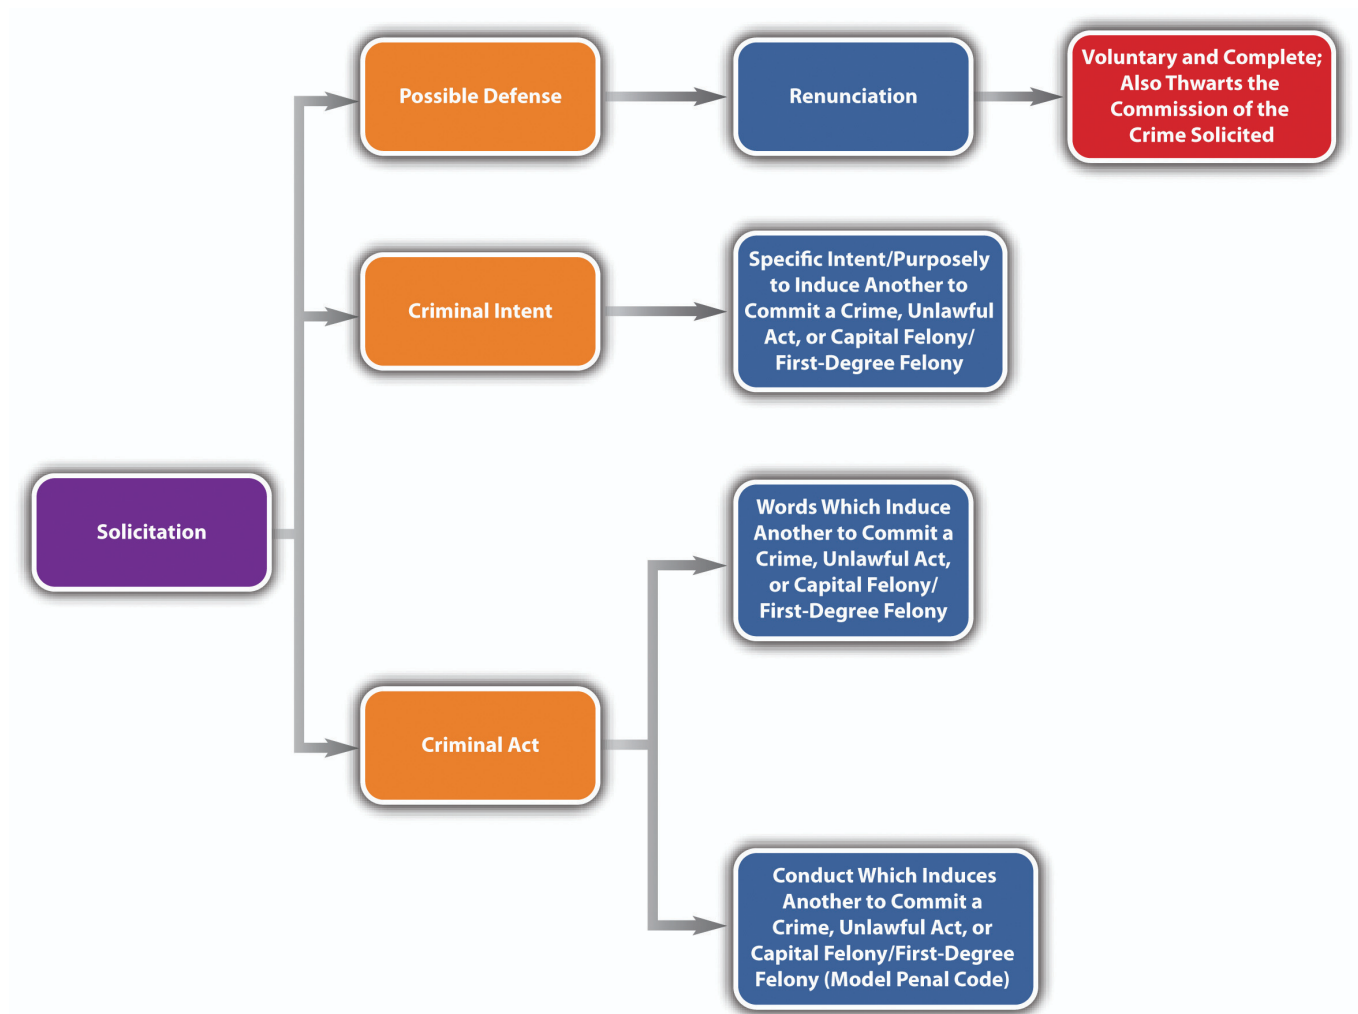 Possible Defense
Renunciation
Voluntary and Complete;
Also Thwarts the
Commission of the
Crime Solicited
Criminal Intent
Specific Intent/Purposely
to Induce Another to
Commit a Crime, Unlawful
Act, or Capital Felony/
First-Degree Felony
Solicitation
Words Which Induce
Another to Commit a
Crime, Unlawful Act,
or Capital Felony/
First-Degree Felony
Criminal Act
Conduct Which Induces
Another to Commit a
Crime, Unlawful Act, or
Capital Felony/First-Degree
Felony (Model Penal Code)